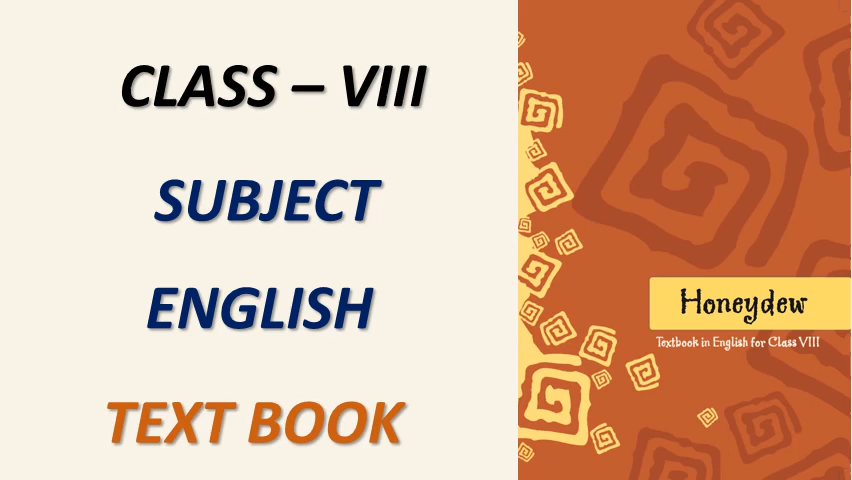 CLASS – VIII
SUBJECT
ENGLISH
TEXT BOOK
Honeydew
Textbook in English for Class VIII